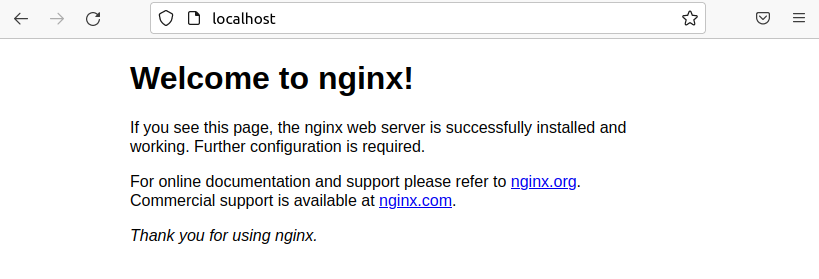 localhost
Welcome to nginx!
If you see this page, the nginx web server is successfully installed and
working. Further configuration is required.
For online documentation and support please refer to nginx.org.
Commercial support is available at nginx.com.
Thank you for using nginx.